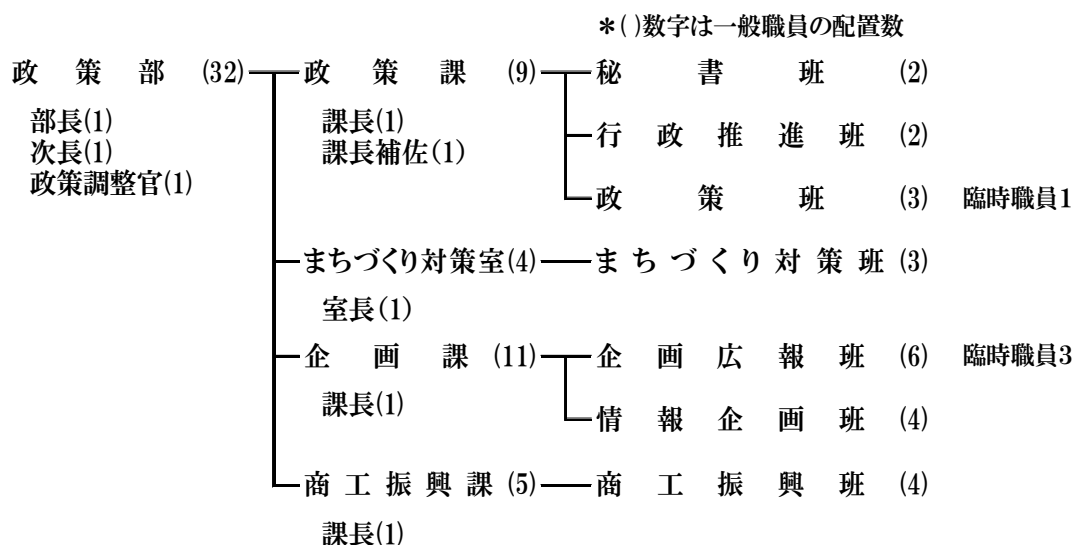 ＊( )数字は一般職員の配置数
政策部(32) 政策課(9) 秘書班(2)
部長(1) 課長(1)
次長(1) 課長補佐(1) 行政推進班(2)
政策調整官(1)
政策班(3) 臨時職員1
まちづくり対策室(4) まちづくり対策班(3)
室長(1)
企画課(11) 企画広報班(6) 臨時職員3
課長(1)
情報企画班(4)
商工振興課(5) 商工振興班(4)
課長(1)